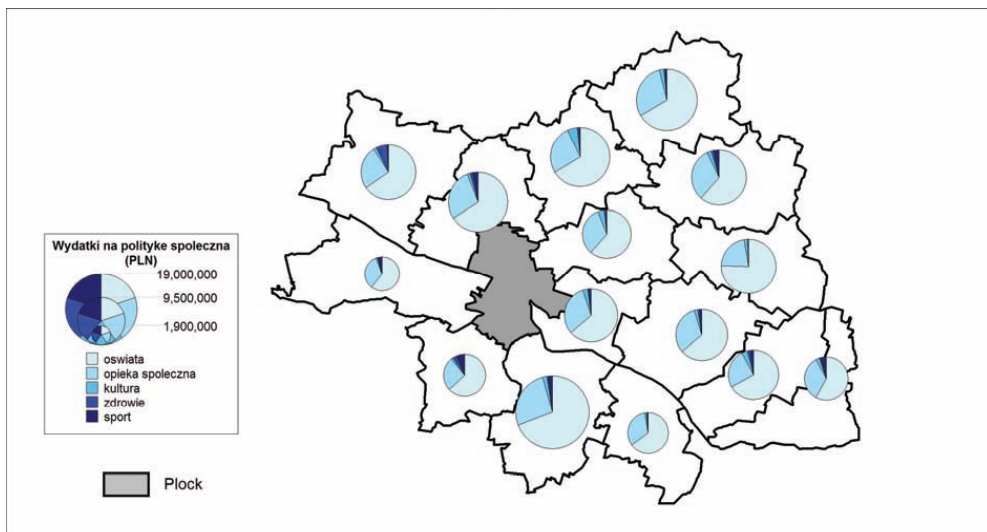 Wydatki na polityke spoleczna
(PLN)
19,000,000
9,500,000
1,900,000
oswiata
opieka spoleczna
kultura
zdrowie
sport
Plock